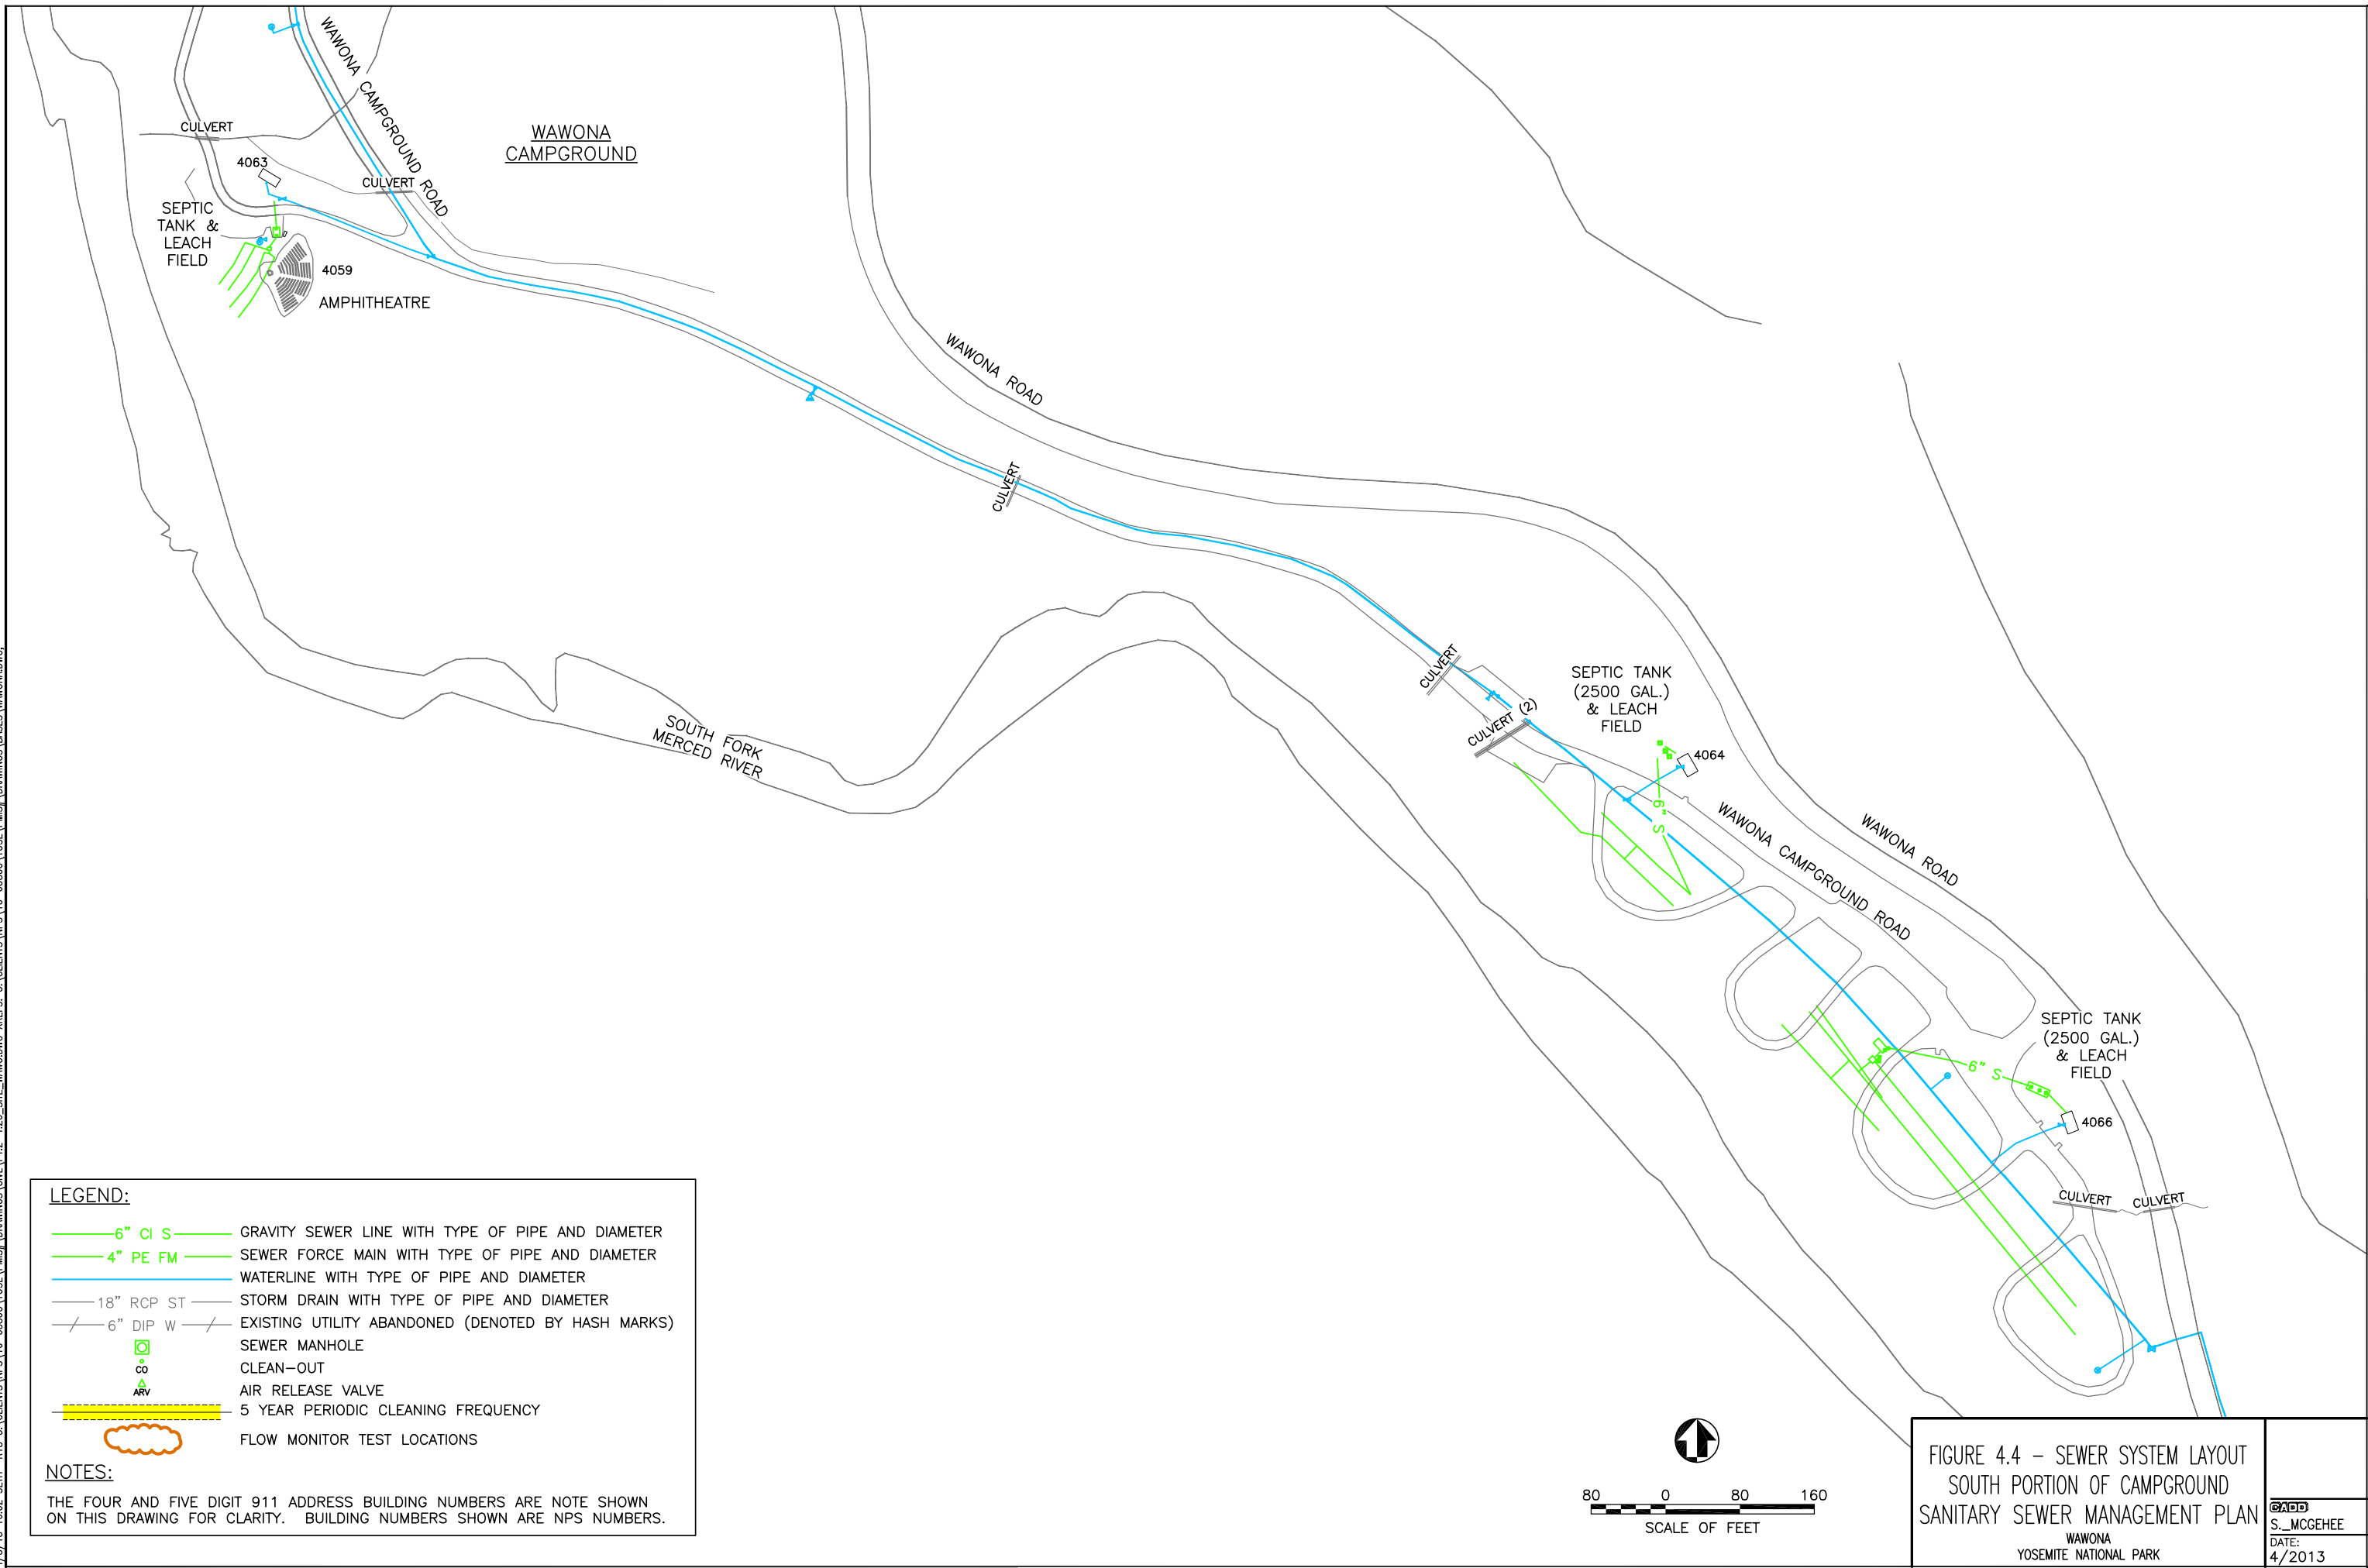 WAWONA CAMPGROUND ROAD
WAWONA
CAMPGROUND
CULVERT
4063
CULVERT
SEPTIC
TANK &
LEACH
FIELD
4059
AMPHITHEATRE
WAWONA ROAD
CULVERT
SOUTH FORK
MERCED RIVER
CULVERT
CULVERT (2)
SEPTIC TANK
(2500 GAL.)
& LEACH
FIELD
4064
6" S
WAWONA CAMPGROUND ROAD
WAWONA ROAD
SEPTIC TANK
(2500 GAL.)
& LEACH
FIELD
6" S
4066
CULVERT
CULVERT
LEGEND:
6" CI S GRAVITY SEWER LINE WITH TYPE OF PIPE AND DIAMETER
4" PE FM SEWER FORCE MAIN WITH TYPE OF PIPE AND DIAMETER
WATERLINE WITH TYPE OF PIPE AND DIAMETER
18" RCP ST STORM DRAIN WITH TYPE OF PIPE AND DIAMETER
6" DIP W EXISTING UTILITY ABANDONED (DENOTED BY HASH MARKS)
SEWER MANHOLE
CO CLEAN-OUT
ARV AIR RELEASE VALVE
5 YEAR PERIODIC CLEANING FREQUENCY
FLOW MONITOR TEST LOCATIONS
NOTES:
THE FOUR AND FIVE DIGIT 911 ADDRESS BUILDING NUMBERS ARE NOTE SHOWN
ON THIS DRAWING FOR CLARITY. BUILDING NUMBERS SHOWN ARE NPS NUMBERS.
80 0 80 160
SCALE OF FEET
FIGURE 4.4 - SEWER SYSTEM LAYOUT
SOUTH PORTION OF CAMPGROUND
SANITARY SEWER MANAGEMENT PLAN
WAWONA
YOSEMITE NATIONAL PARK
CADD
S._MCGEHEE
DATE:
4/2013